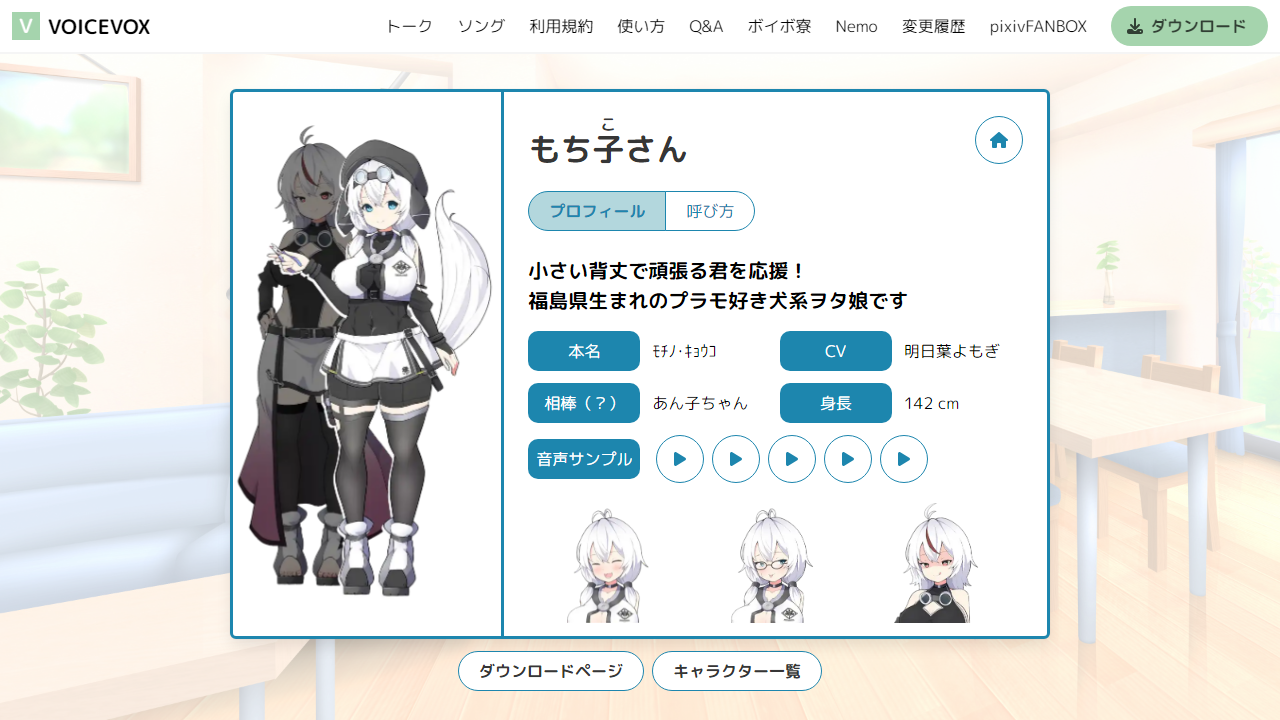 V VOICEVOX トーク ソング 利用規約 使い方 Q&A ボイボ寮 Nemo 変更履歴 pixivFANBOX ダウンロード
こ
もち子さん
プロフィール 呼び方
小さい背丈で頑張る君を応援！
福島県生まれのプラモ好き犬系ヲタ娘です
本名 ﾓﾁﾉ･ｷｮｳｺ CV 明日葉よもぎ
相棒（？） あん子ちゃん 身長 142 cm
音声サンプル
ダウンロードページ キャラクター一覧